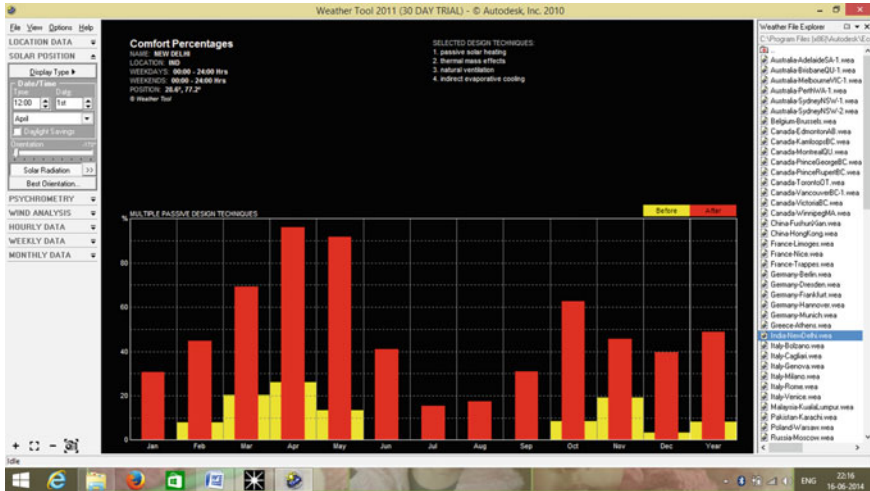 Weather Tool 2011 (30 DAY TRIAL) - © Autodesk, Inc. 2010
File View Options Help
LOCATION DATA
SOLAR POSITION
Display Type
Date/Time
Time Date
12:00 1st
April
Daylight Savings
Orientation
Solar Radiation >>
Best Orientation...
PSYCHROMETRY
WIND ANALYSIS
HOURLY DATA
WEEKLY DATA
MONTHLY DATA
Idle
Comfort Percentages
NAME: NEW DELHI
LOCATION: IND
WEEKDAYS: 00:00 - 24:00 Hrs
WEEKENDS: 00:00 - 24:00 Hrs
POSITION: 28.6°, 77.2°
© Weather Tool
SELECTED DESIGN TECHNIQUES:
1. passive solar heating
2. thermal mass effects
3. natural ventilation
4. indirect evaporative cooling
% MULTIPLE PASSIVE DESIGN TECHNIQUES
Before After
80
60
40
20
0
Jan Feb Mar Apr May Jun Jul Aug Sep Oct Nov Dec Year
Weather File Explorer
C:\Program Files (x86)\Autodesk\Ec
..
Australia-AdelaideSA-1.wea
Australia-BrisbaneQU-1.wea
Australia-MelbourneVIC-1.wea
Australia-PerthWA-1.wea
Australia-SydneyNSW-1.wea
Australia-SydneyNSW-2.wea
Belgium-Brussels.wea
Canada-EdmontonAB.wea
Canada-KamloopsBC.wea
Canada-MontrealQU.wea
Canada-PrinceGeorgeBC.wea
Canada-PrinceRupertBC.wea
Canada-TorontoOT.wea
Canada-VancouverBC-1.wea
Canada-VictoriaBC.wea
Canada-WinnipegMA.wea
China-FushunXian.wea
China-HongKong.wea
France-Limoges.wea
France-Nice.wea
France-Trappes.wea
Germany-Berlin.wea
Germany-Dresden.wea
Germany-Frankfurt.wea
Germany-Hannover.wea
Germany-Munich.wea
Greece-Athens.wea
India-NewDelhi.wea
Italy-Bolzano.wea
Italy-Cagliari.wea
Italy-Genova.wea
Italy-Milano.wea
Italy-Rome.wea
Italy-Venice.wea
Malaysia-KualaLumpur.wea
Pakistan-Karachi.wea
Poland-Warsaw.wea
Russia-Moscow.wea
ENG
22:16
16-06-2014